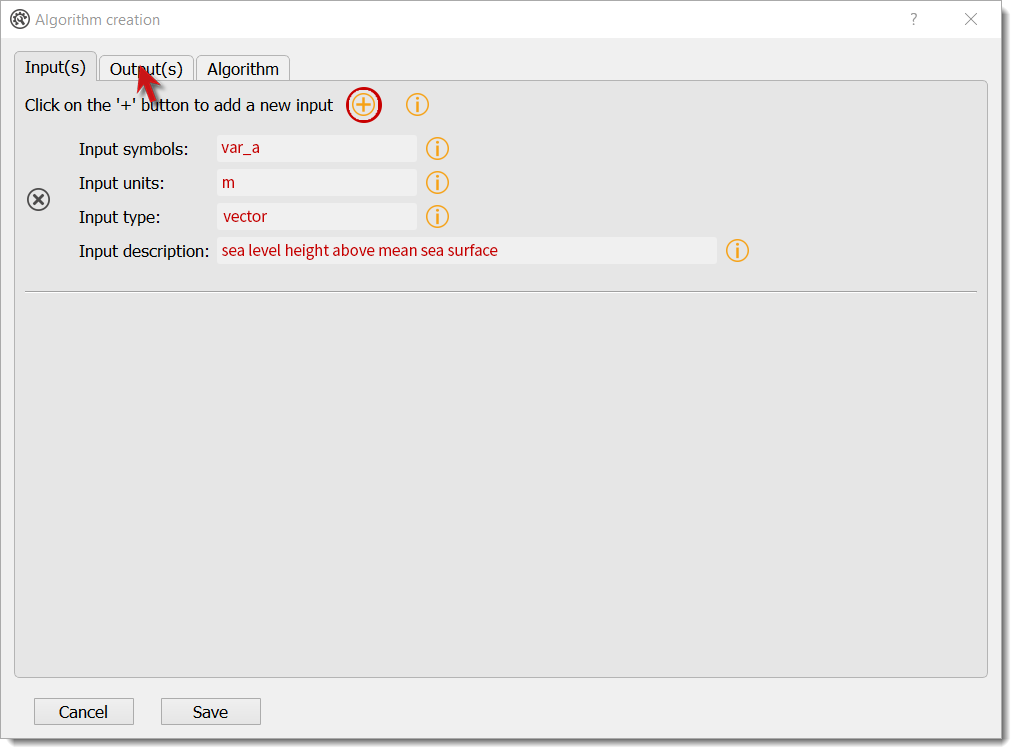 Algorithm creation
?
Input(s) Output(s) Algorithm
Click on the '+' button to add a new input
Input symbols: var_a
Input units: m
Input type: vector
Input description: sea level height above mean sea surface
Cancel Save